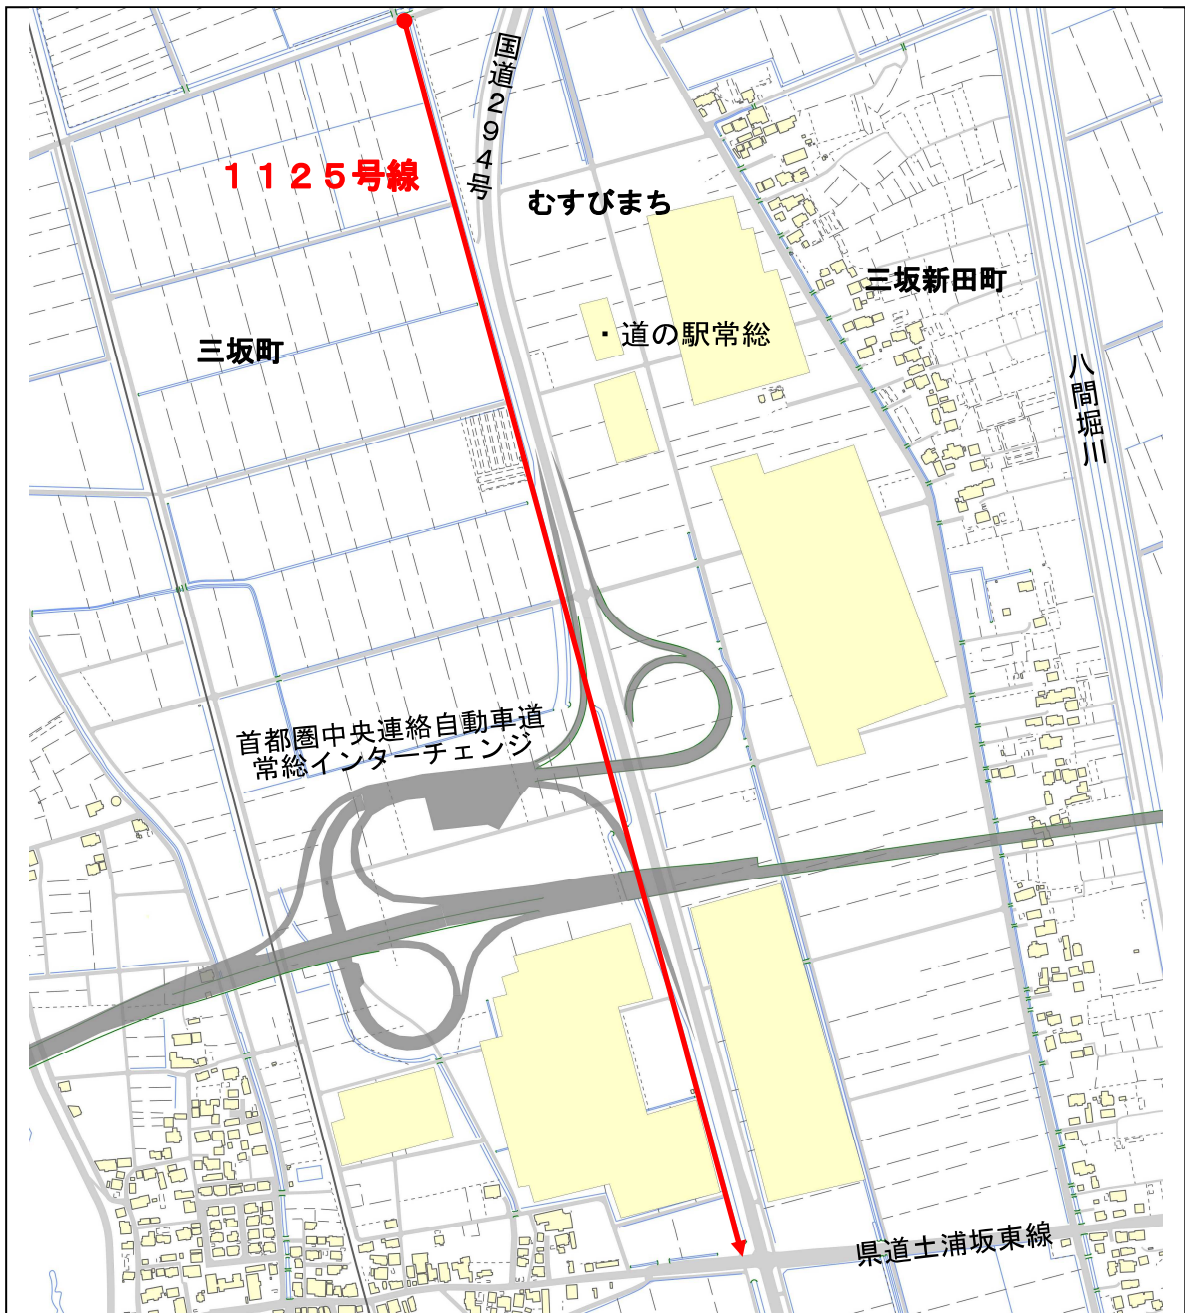 国道294号
1125号線
むすびまち
三坂新田町
・道の駅常総
三坂町
八間堀川
首都圏中央連絡自動車道
常総インターチェンジ
県道土浦坂東線